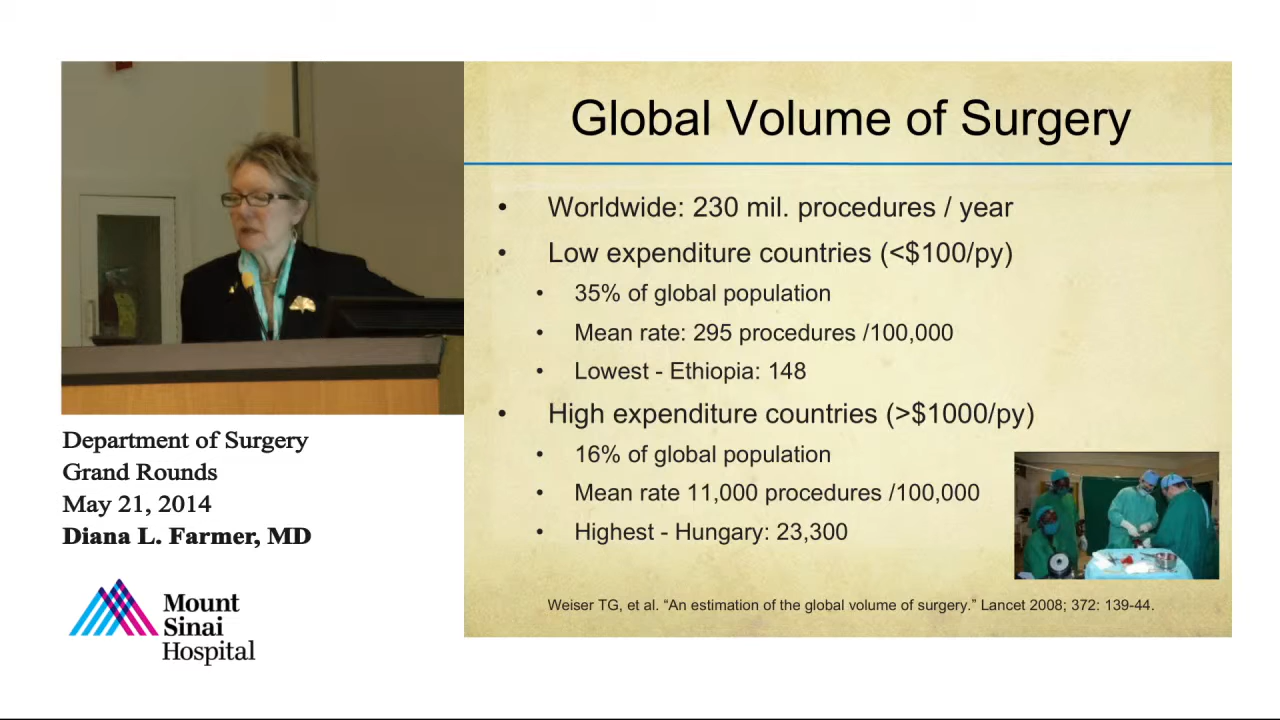 Global Volume of Surgery
• Worldwide: 230 mil. procedures / year
• Low expenditure countries (<$100/py)
• 35% of global population
• Mean rate: 295 procedures /100,000
• Lowest - Ethiopia: 148
• High expenditure countries (>$1000/py)
• 16% of global population
• Mean rate 11,000 procedures /100,000
• Highest - Hungary: 23,300
Weiser TG, et al. “An estimation of the global volume of surgery.” Lancet 2008; 372: 139-44.
Department of Surgery
Grand Rounds
May 21, 2014
Diana L. Farmer, MD
Mount
Sinai
Hospital